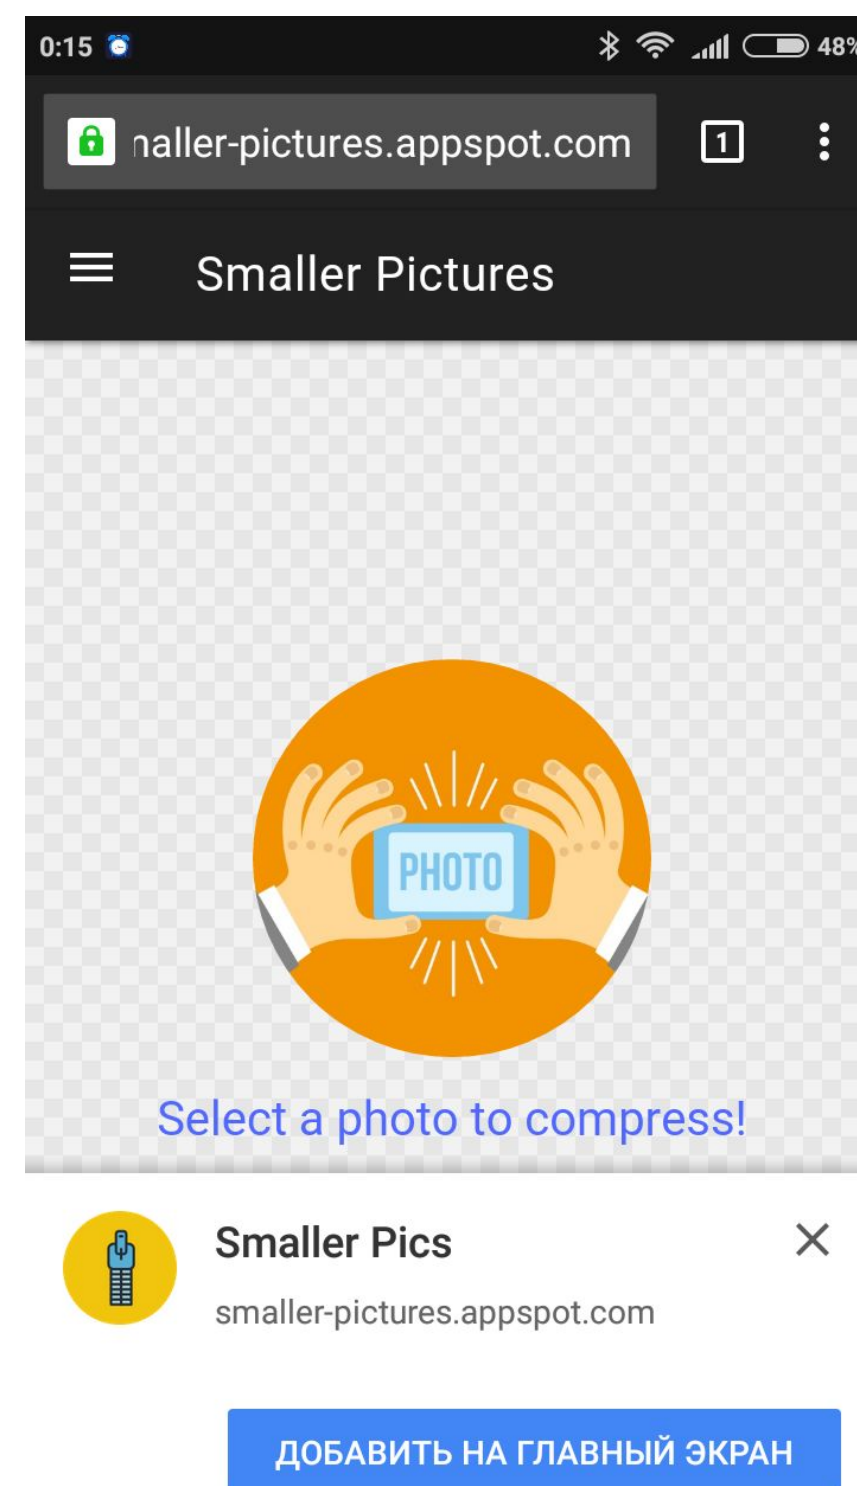 0:15 48%
naller-pictures.appspot.com 1
Smaller Pictures
PHOTO
Select a photo to compress!
Smaller Pics
smaller-pictures.appspot.com
ДОБАВИТЬ НА ГЛАВНЫЙ ЭКРАН